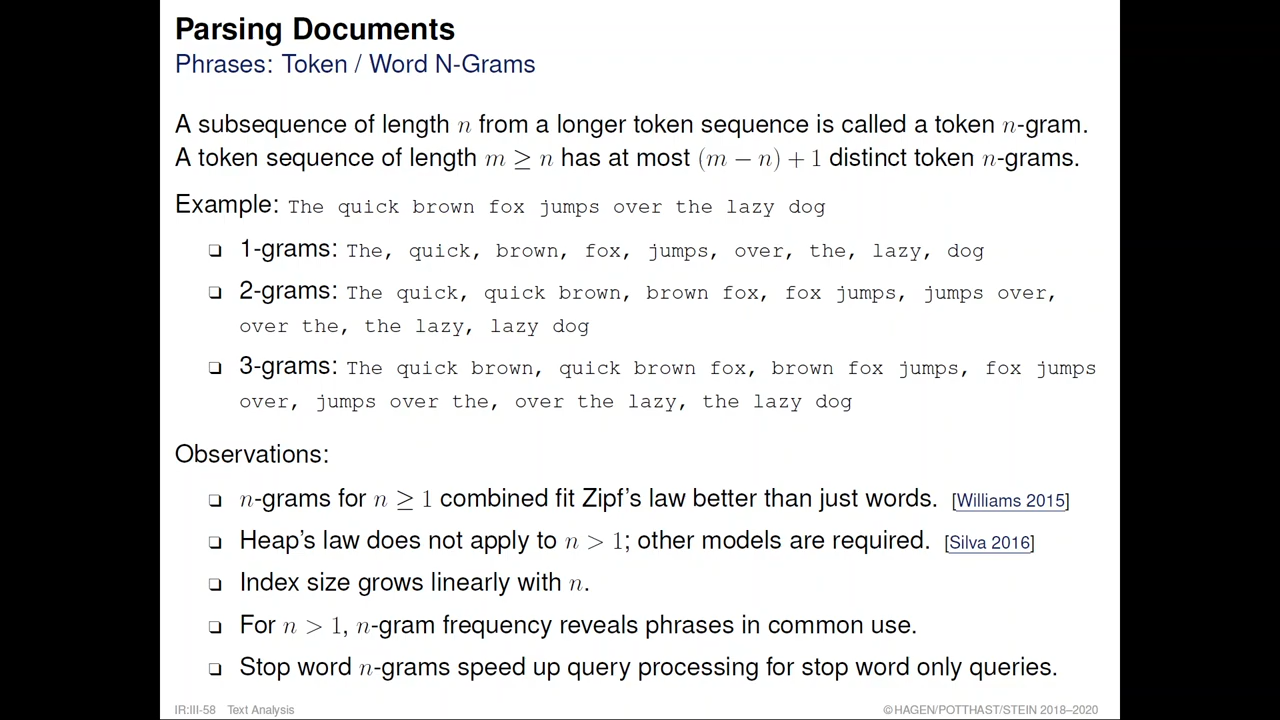 Parsing Documents
Phrases: Token / Word N-Grams
A subsequence of length n from a longer token sequence is called a token n-gram.
A token sequence of length m ≥ n has at most (m − n) + 1 distinct token n-grams.
Example: The quick brown fox jumps over the lazy dog
❑ 1-grams: The, quick, brown, fox, jumps, over, the, lazy, dog
❑ 2-grams: The quick, quick brown, brown fox, fox jumps, jumps over,
over the, the lazy, lazy dog
❑ 3-grams: The quick brown, quick brown fox, brown fox jumps, fox jumps
over, jumps over the, over the lazy, the lazy dog
Observations:
❑ n-grams for n ≥ 1 combined fit Zipf's law better than just words. [Williams 2015]
❑ Heap's law does not apply to n > 1; other models are required. [Silva 2016]
❑ Index size grows linearly with n.
❑ For n > 1, n-gram frequency reveals phrases in common use.
❑ Stop word n-grams speed up query processing for stop word only queries.
IR:III-58 Text Analysis ©HAGEN/POTTHAST/STEIN 2018–2020